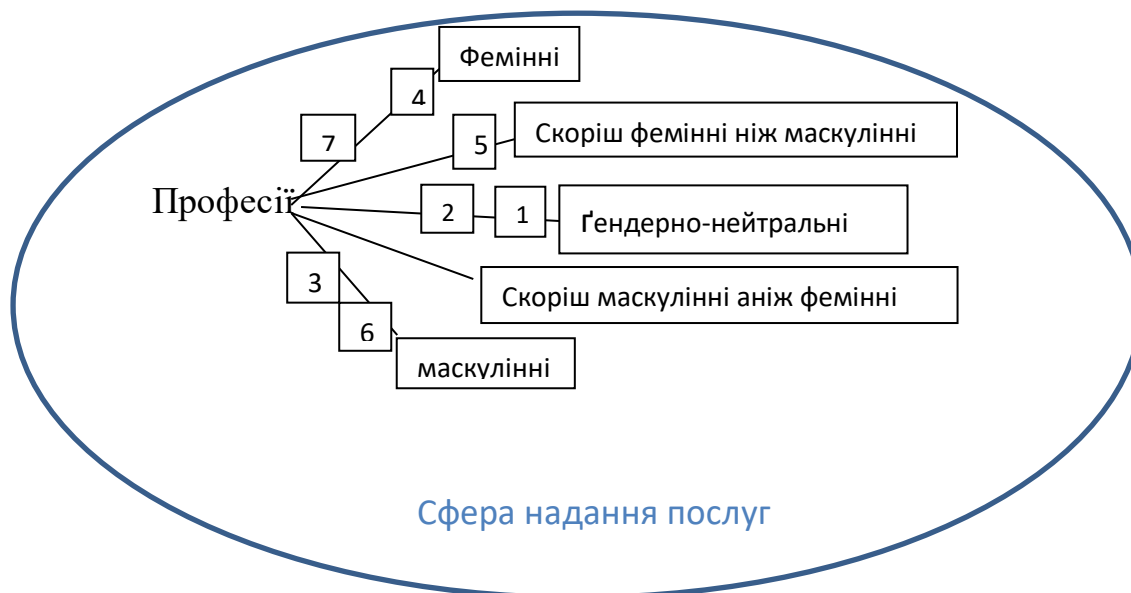 Фемінні
4
7
5
Скоріш фемінні ніж маскулінні
Професії
2
1
Ґендерно-нейтральні
3
Скоріш маскулінні аніж фемінні
6
маскулінні
Сфера надання послуг